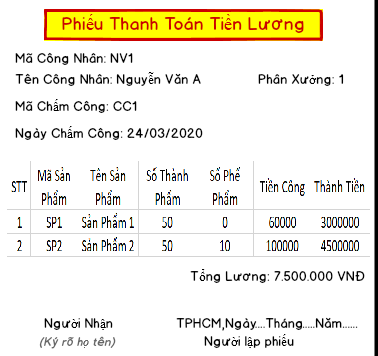 Phiếu Thanh Toán Tiền Lương
Mã Công Nhân: NV1
Tên Công Nhân: Nguyễn Văn A Phân Xưởng: 1
Mã Chấm Công: CC1
Ngày Chấm Công: 24/03/2020
STT Mã Sản Phẩm Tên Sản Phẩm Số Thành Phẩm Số Phế Phẩm Tiền Công Thành Tiền
1 SP1 Sản Phẩm 1 50 0 60000 3000000
2 SP2 Sản Phẩm 2 50 10 100000 4500000
Tổng Lương: 7.500.000 VNĐ
Người Nhận TPHCM,Ngày....Tháng.....Năm......
(Ký rõ họ tên) Người lập phiếu